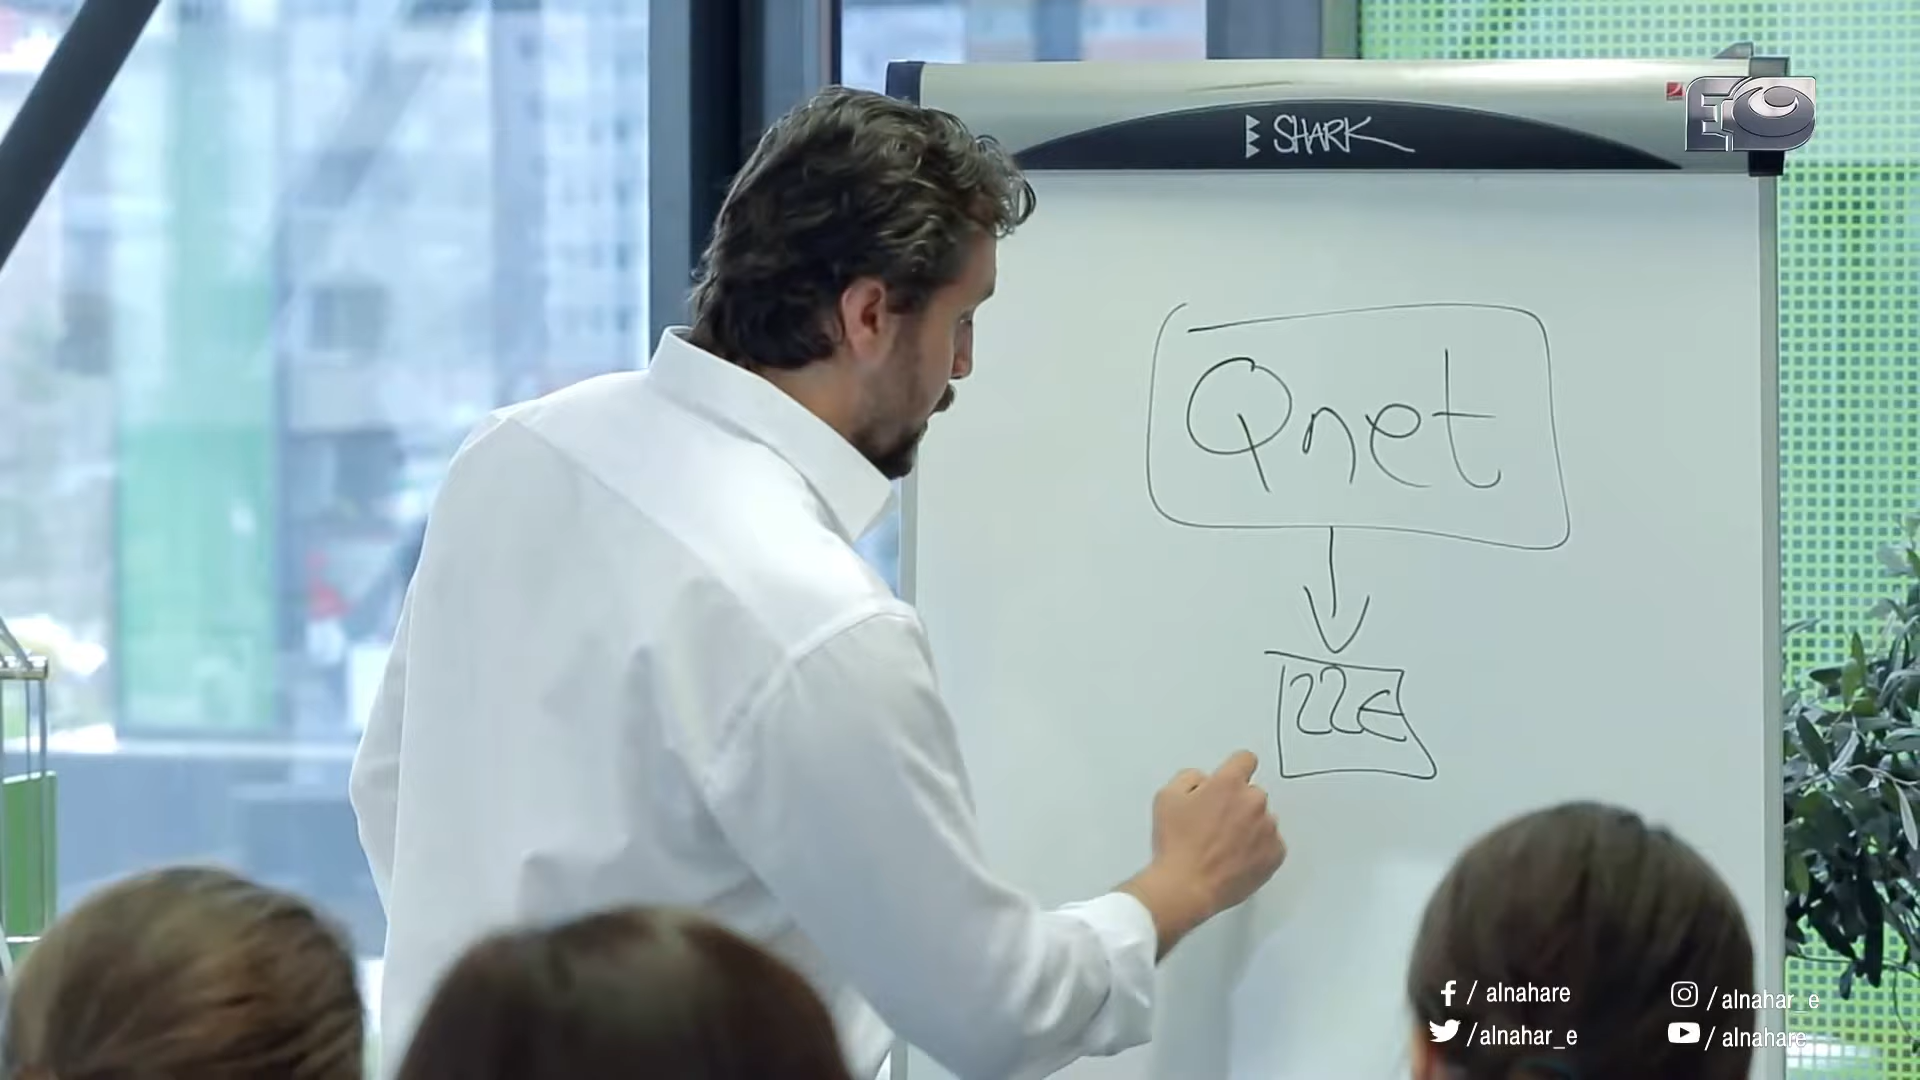 SHARK
Qnet
22e
/ alnahare
/ alnahar_e
/alnahar_e
/ alnahare